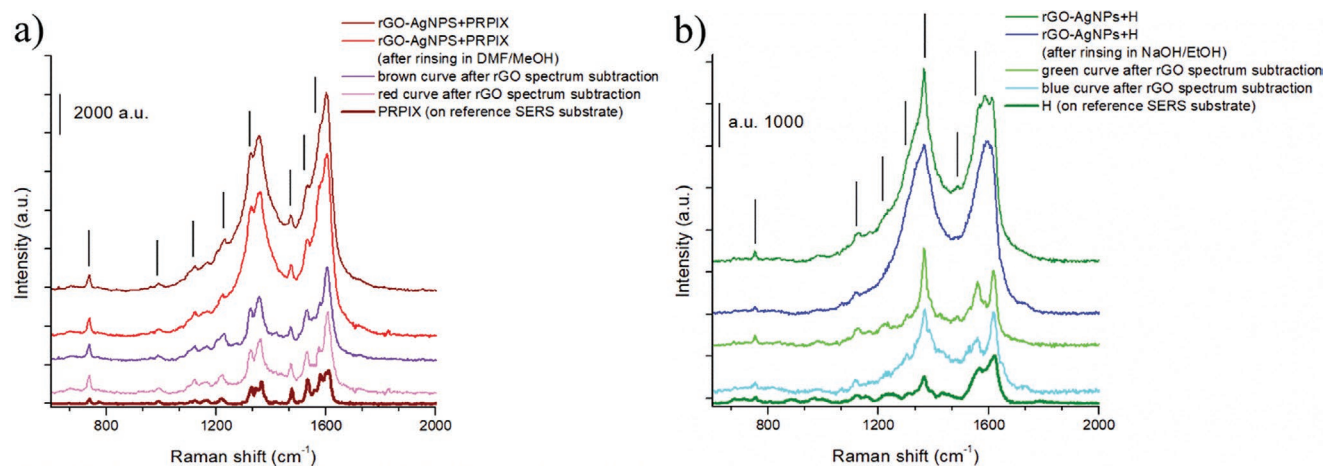 a)
rGO-AgNPS+PRPIX
rGO-AgNPS+PRPIX
(after rinsing in DMF/MeOH)
brown curve after rGO spectrum subtraction
red curve after rGO spectrum subtraction
PRPIX (on reference SERS substrate)
2000 a.u.
Intensity (a.u.)
800
1200
1600
2000
Raman shift (cm⁻¹)
b)
rGO-AgNPs+H
rGO-AgNPs+H
(after rinsing in NaOH/EtOH)
green curve after rGO spectrum subtraction
blue curve after rGO spectrum subtraction
H (on reference SERS substrate)
a.u. 1000
Intensity (a.u.)
800
1200
1600
2000
Raman shift (cm⁻¹)